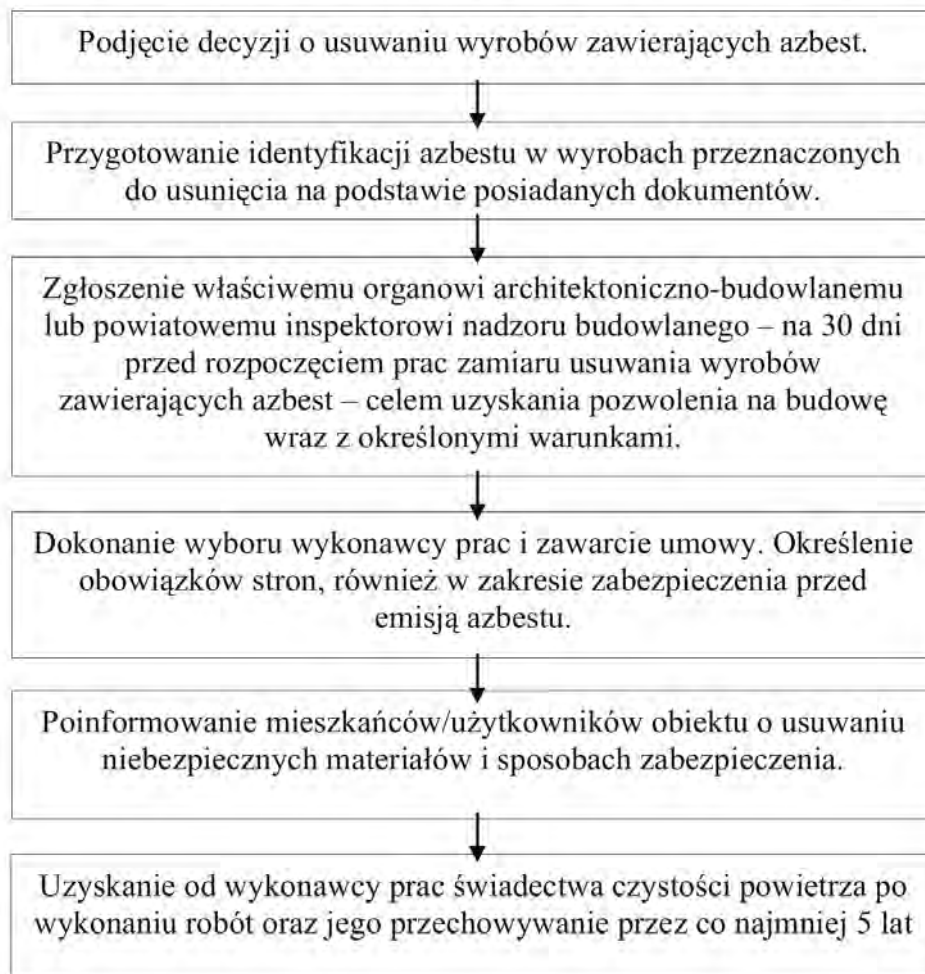 Podjęcie decyzji o usuwaniu wyrobów zawierających azbest.
Przygotowanie identyfikacji azbestu w wyrobach przeznaczonych
do usunięcia na podstawie posiadanych dokumentów.
Zgłoszenie właściwemu organowi architektoniczno-budowlanemu
lub powiatowemu inspektorowi nadzoru budowlanego – na 30 dni
przed rozpoczęciem prac zamiaru usuwania wyrobów
zawierających azbest – celem uzyskania pozwolenia na budowę
wraz z określonymi warunkami.
Dokonanie wyboru wykonawcy prac i zawarcie umowy. Określenie
obowiązków stron, również w zakresie zabezpieczenia przed
emisją azbestu.
Poinformowanie mieszkańców/użytkowników obiektu o usuwaniu
niebezpiecznych materiałów i sposobach zabezpieczenia.
Uzyskanie od wykonawcy prac świadectwa czystości powietrza po
wykonaniu robót oraz jego przechowywanie przez co najmniej 5 lat